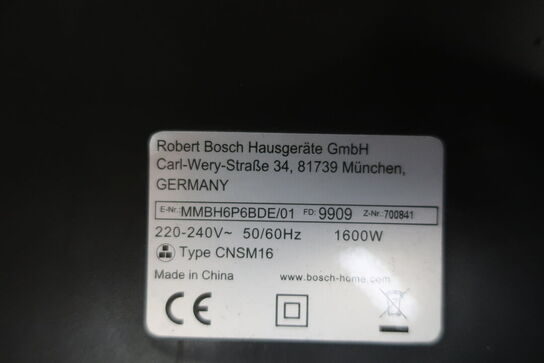 Robert Bosch Hausgeräte GmbH
Carl-Wery-Straße 34, 81739 München,
GERMANY
E-Nr.: MMBH6P6BDE/01 FD: 9909 Z-Nr.: 700841
220-240V~ 50/60Hz 1600W
Type CNSM16
Made in China www.bosch-home.com
CE